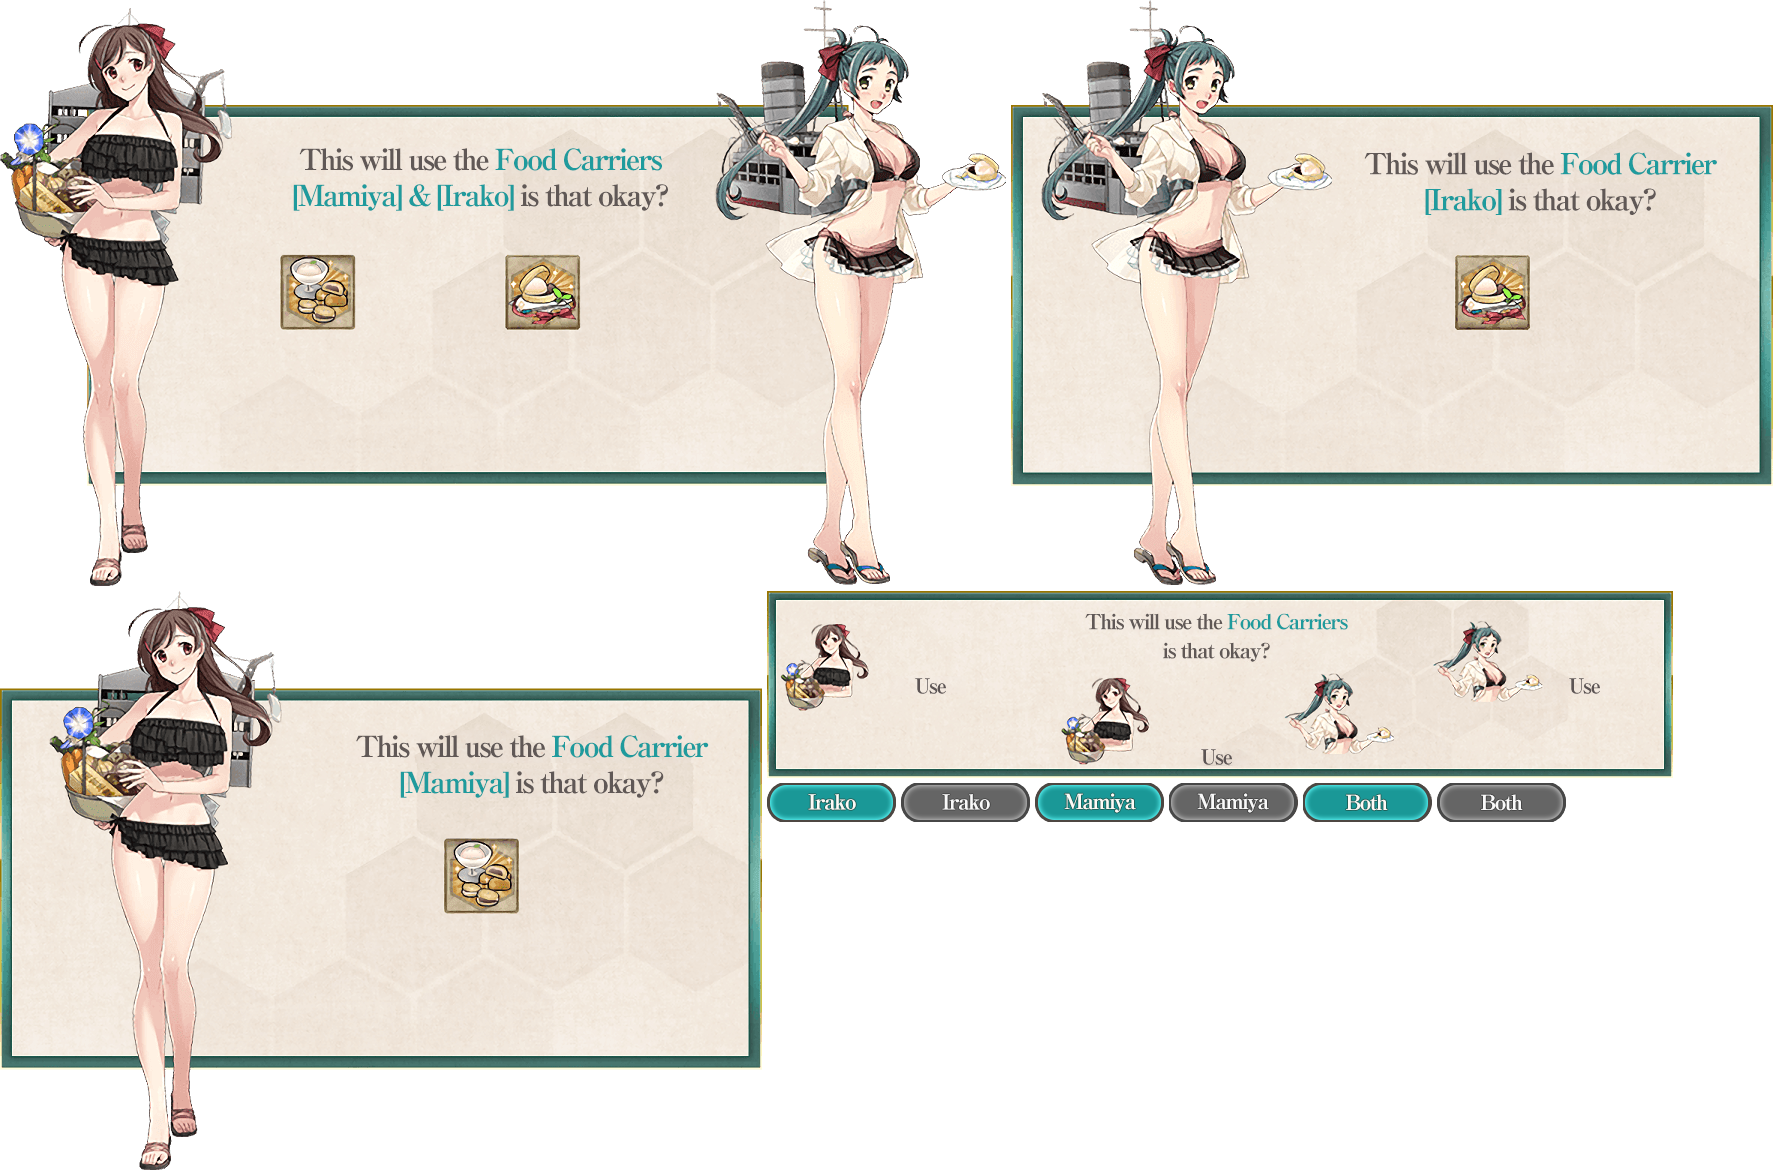 This will use the Food Carriers
[Mamiya] & [Irako] is that okay?
This will use the Food Carrier
[Irako] is that okay?
This will use the Food Carrier
[Mamiya] is that okay?
This will use the Food Carriers
is that okay?
Use
Use
Use
Irako
Irako
Mamiya
Mamiya
Both
Both